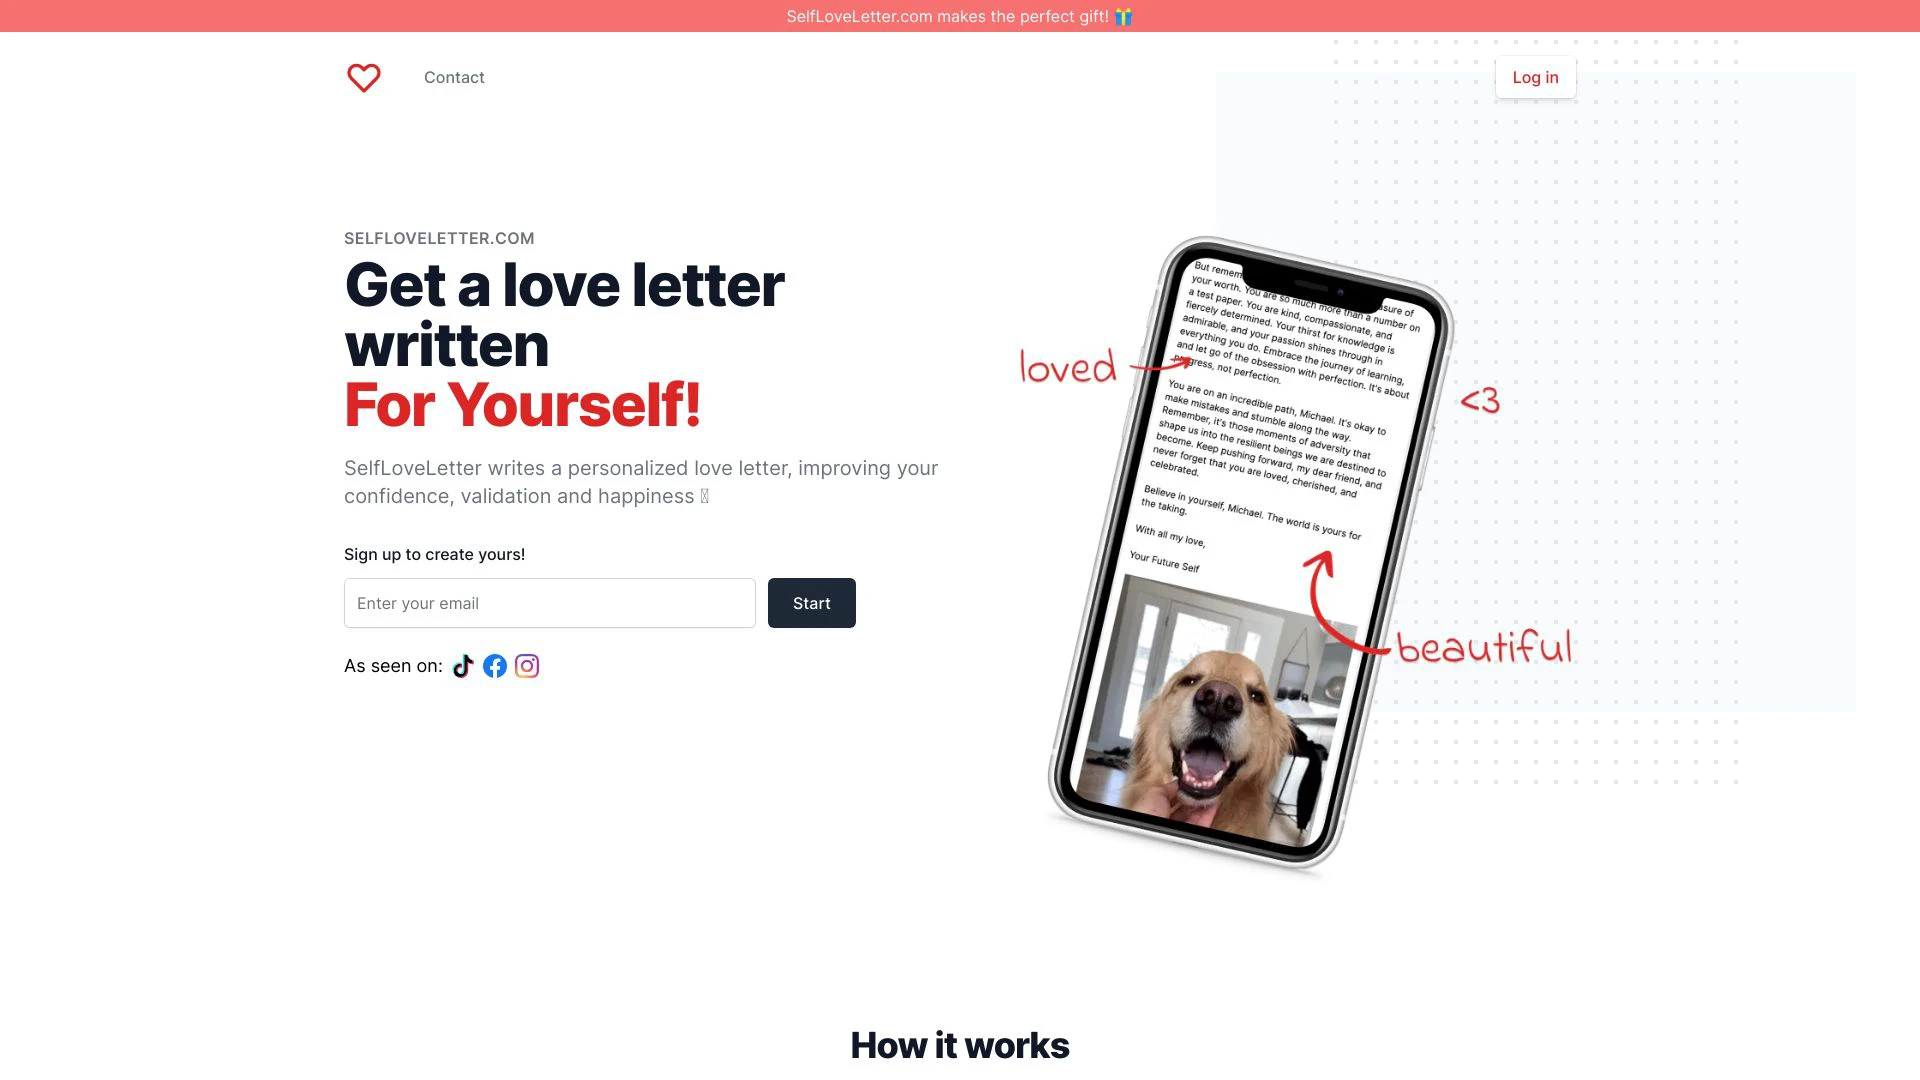 SelfLoveLetter.com makes the perfect gift!
Contact
Log in
SELFLOVELETTER.COM
Get a love letter
written
For Yourself!
SelfLoveLetter writes a personalized love letter, improving your
confidence, validation and happiness
Sign up to create yours!
Enter your email
Start
As seen on:
loved
<3
beautiful
your worth. You are so much more than a number on
a test paper. You are kind, compassionate, and
fiercely determined. Your thirst for knowledge is
admirable, and your passion shines through in
everything you do. Embrace the journey of learning,
and let go of the obsession with perfection. It's about
progress, not perfection.
You are on an incredible path, Michael. It's okay to
make mistakes and stumble along the way.
Remember, it's those moments of adversity that
shape us into the resilient beings we are destined to
become. Keep pushing forward, my dear friend, and
never forget that you are loved, cherished, and
celebrated.
Believe in yourself, Michael. The world is yours for
the taking.
With all my love,
Your Future Self
How it works